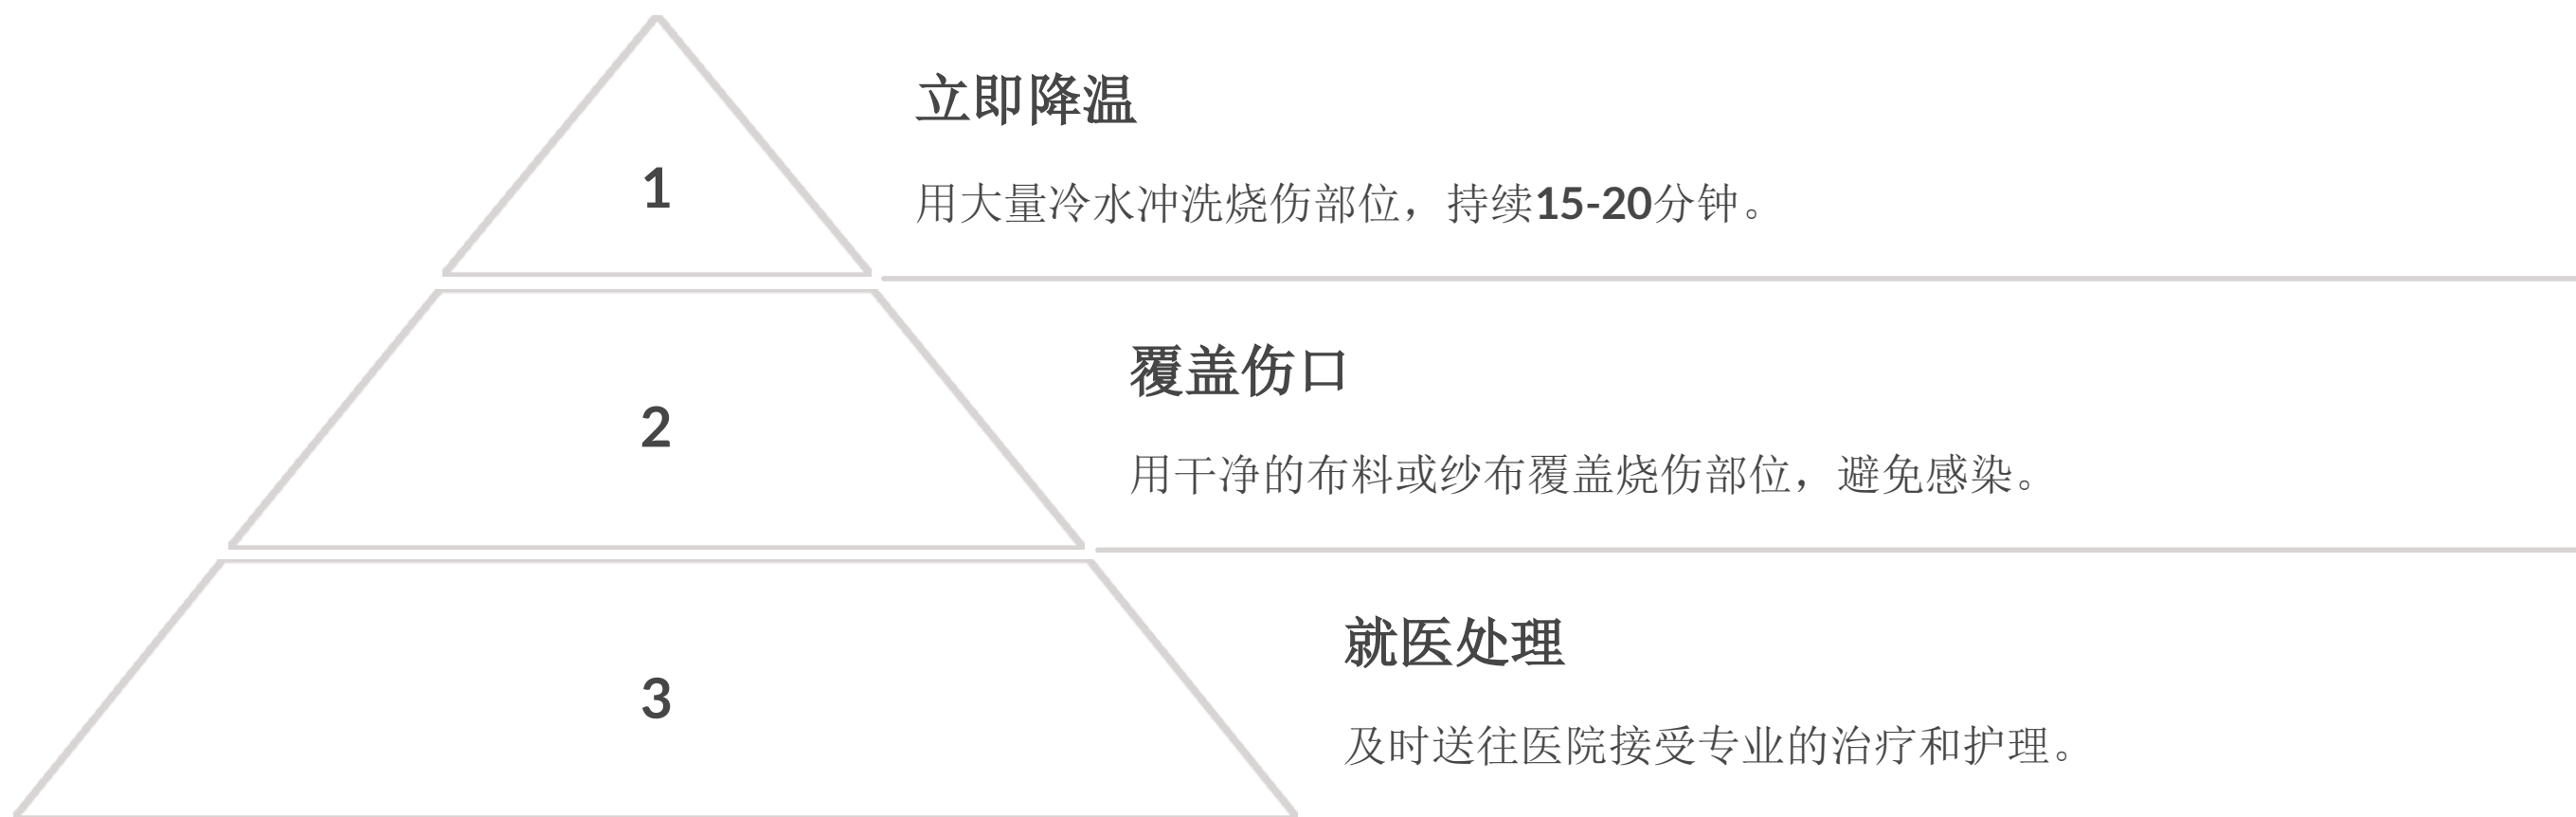 立即降温
1
用大量冷水冲洗烧伤部位，持续15-20分钟。
覆盖伤口
2
用干净的布料或纱布覆盖烧伤部位，避免感染。
就医处理
3
及时送往医院接受专业的治疗和护理。